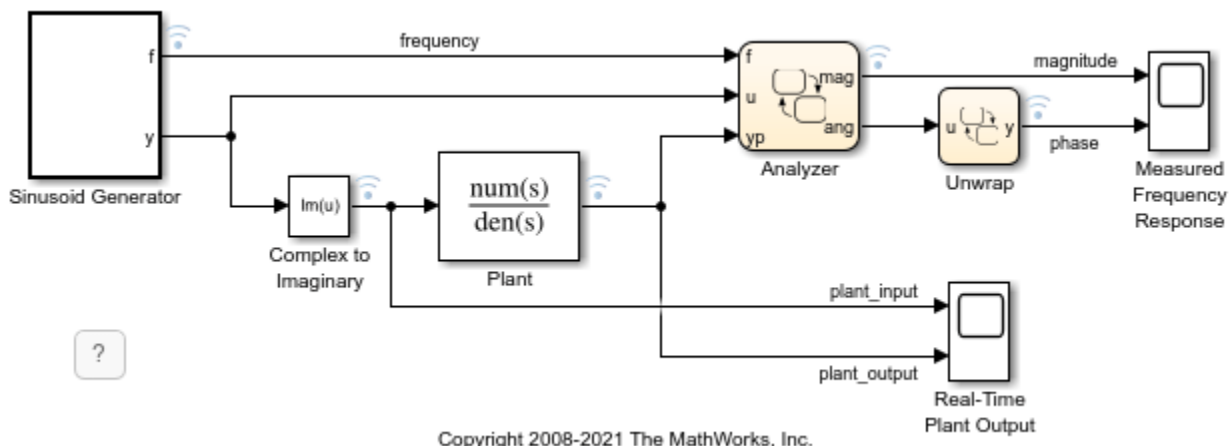 f
frequency
f
magnitude
mag
u
y
yp
ang
u
y
phase
Sinusoid Generator
Analyzer
Unwrap
Measured
Frequency
Response
Im(u)
num(s)
den(s)
Complex to
Imaginary
Plant
plant_input
?
plant_output
Real-Time
Plant Output
Copyright 2008-2021 The MathWorks, Inc.